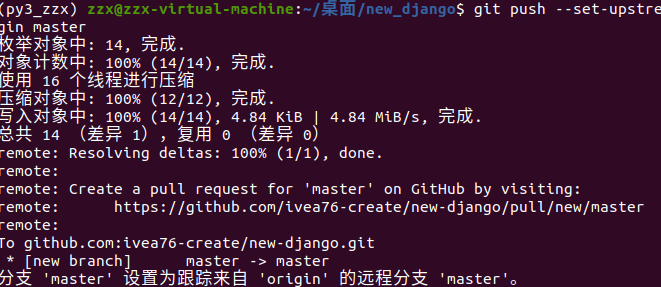 (py3_zzx) zzx@zzx-virtual-machine:~/桌面/new_django$ git push --set-upstre
gin master
枚举对象中: 14, 完成.
对象计数中: 100% (14/14), 完成.
使用 16 个线程进行压缩
压缩对象中: 100% (12/12), 完成.
写入对象中: 100% (14/14), 4.84 KiB | 4.84 MiB/s, 完成.
总共 14 （差异 1），复用 0 （差异 0）
remote: Resolving deltas: 100% (1/1), done.
remote:
remote: Create a pull request for 'master' on GitHub by visiting:
remote:      https://github.com/ivea76-create/new-django/pull/new/master
remote:
To github.com:ivea76-create/new-django.git
 * [new branch]      master -> master
分支 'master' 设置为跟踪来自 'origin' 的远程分支 'master'。